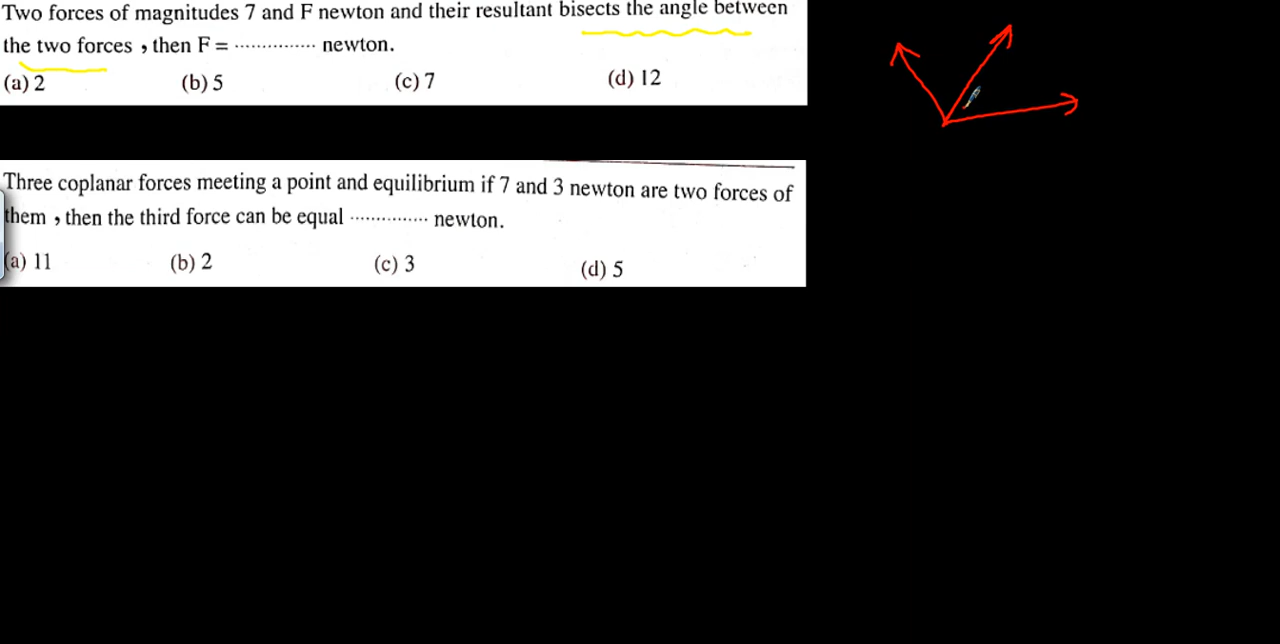 Two forces of magnitudes 7 and F newton and their resultant bisects the angle between
the two forces , then F = ··············· newton.
(a) 2 (b) 5 (c) 7 (d) 12
Three coplanar forces meeting a point and equilibrium if 7 and 3 newton are two forces of
them , then the third force can be equal ··············· newton.
(a) 11 (b) 2 (c) 3 (d) 5